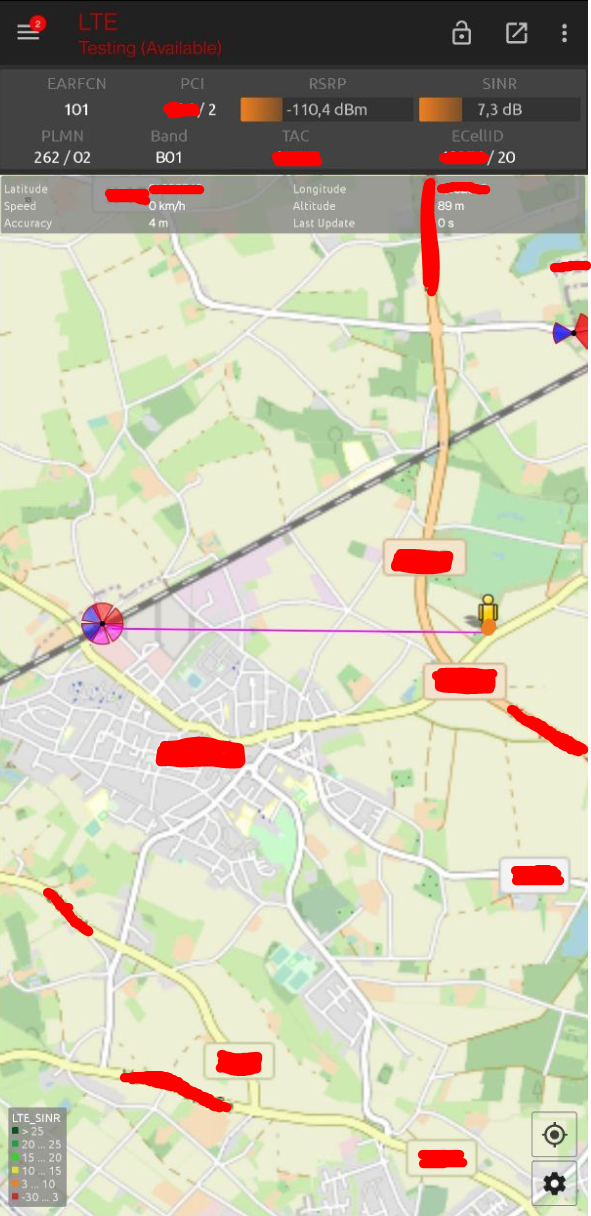 2
LTE
Testing (Available)
EARFCN PCI RSRP SINR
101 / 2 -110,4 dBm 7,3 dB
PLMN Band TAC ECellID
262 / 02 B01 / 20
Latitude Longitude
Speed 0 km/h Altitude 89 m
Accuracy 4 m Last Update 0 s
LTE_SINR
> 25
20 ... 25
15 ... 20
10 ... 15
3 ... 10
-30 ... 3